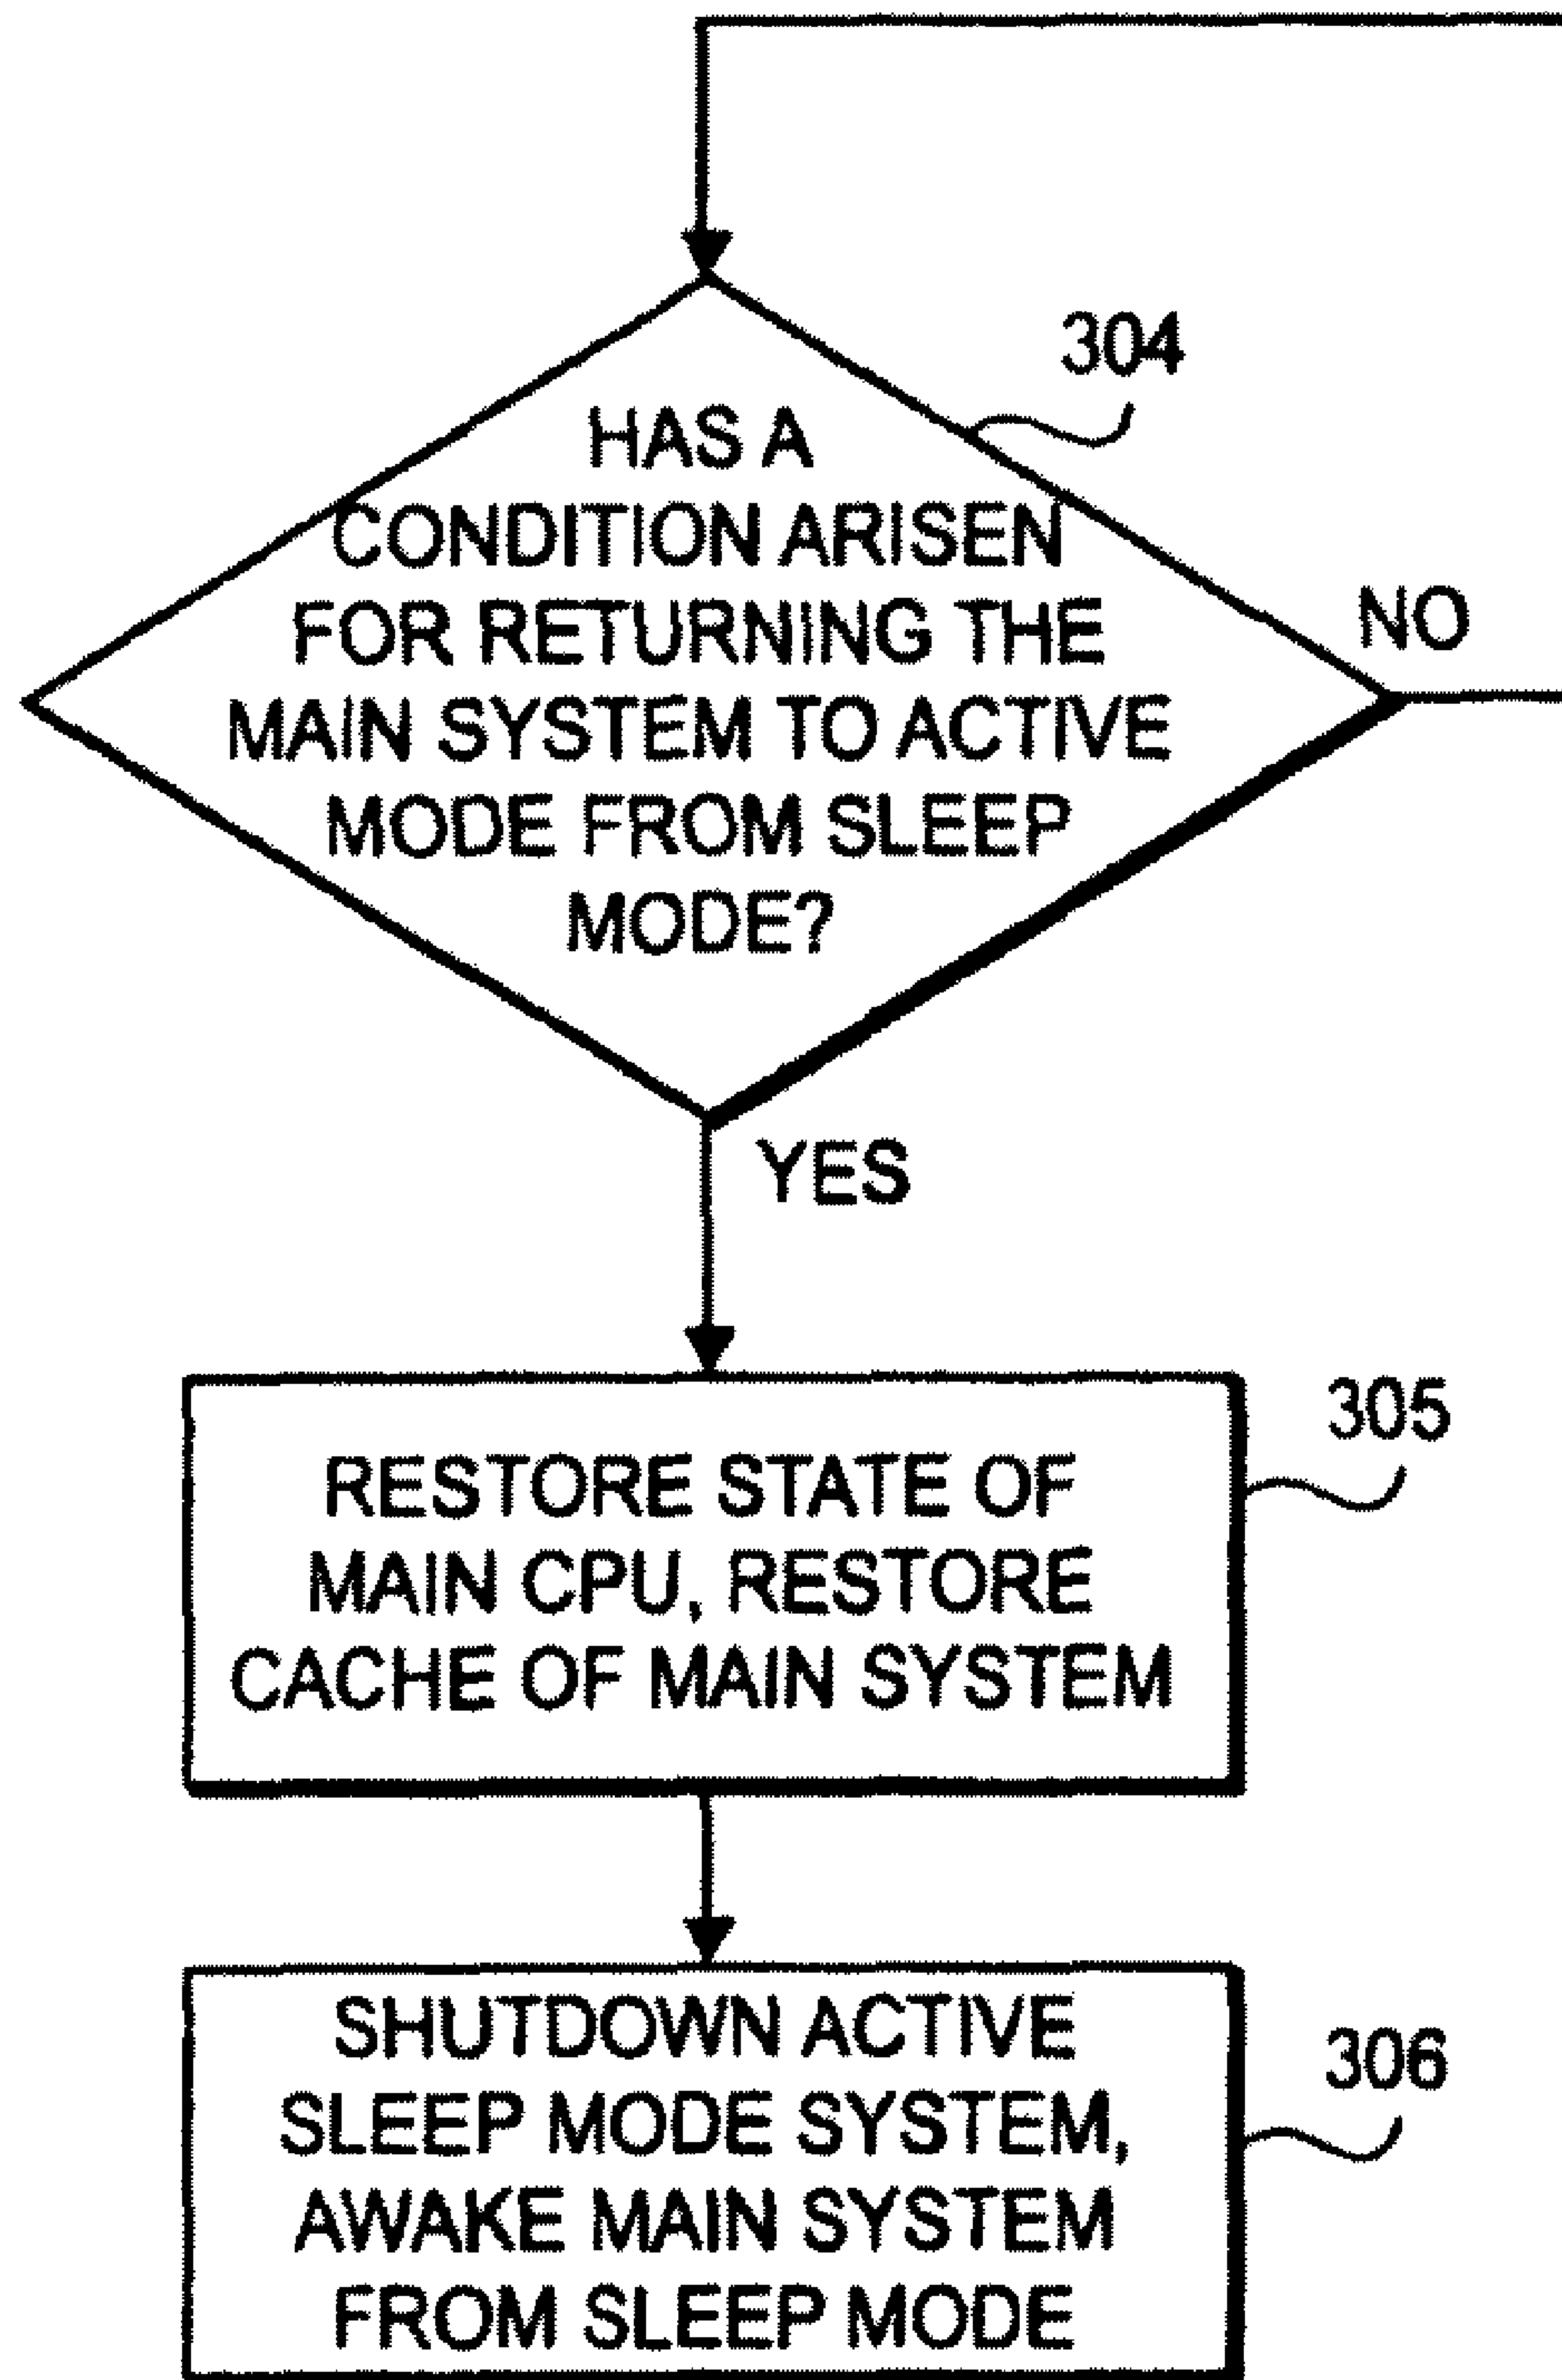 304
HAS A
CONDITION ARISEN
FOR RETURNING THE
MAIN SYSTEM TO ACTIVE
MODE FROM SLEEP
MODE?
NO
YES
305
RESTORE STATE OF
MAIN CPU, RESTORE
CACHE OF MAIN SYSTEM
306
SHUTDOWN ACTIVE
SLEEP MODE SYSTEM,
AWAKE MAIN SYSTEM
FROM SLEEP MODE